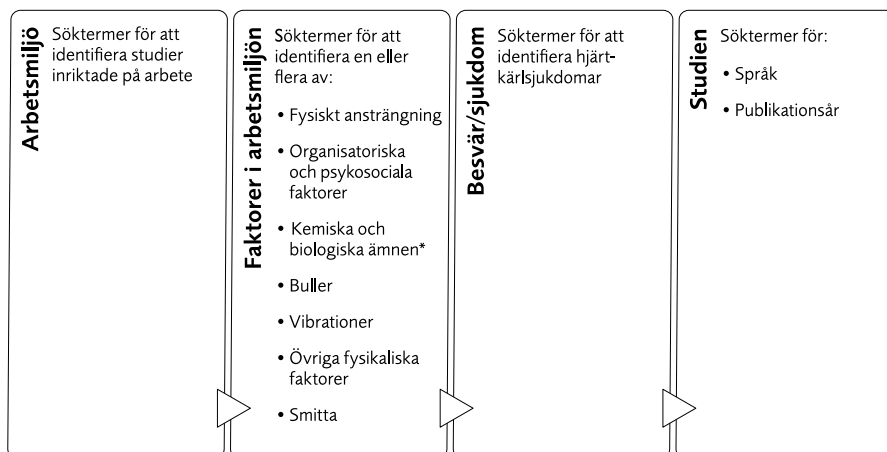 Arbetsmiljö
Söktermer för att
identifiera studier
inriktade på arbete
Faktorer i arbetsmiljön
Söktermer för att
identifiera en eller
flera av:
• Fysiskt ansträngning
• Organisatoriska
och psykosociala
faktorer
• Kemiska och
biologiska ämnen*
• Buller
• Vibrationer
• Övriga fysikaliska
faktorer
• Smitta
Besvär/sjukdom
Söktermer för att
identifiera hjärt-
kärlsjukdomar
Studien
Söktermer för:
• Språk
• Publikationsår